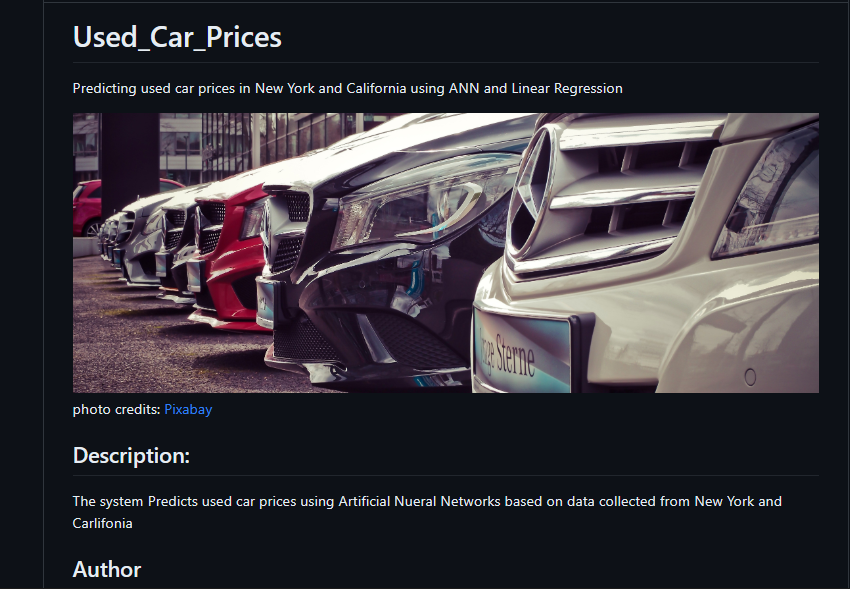 Used_Car_Prices
Predicting used car prices in New York and California using ANN and Linear Regression
Sterne
photo credits: Pixabay
Description:
The system Predicts used car prices using Artificial Nueral Networks based on data collected from New York and
Carlifonia
Author